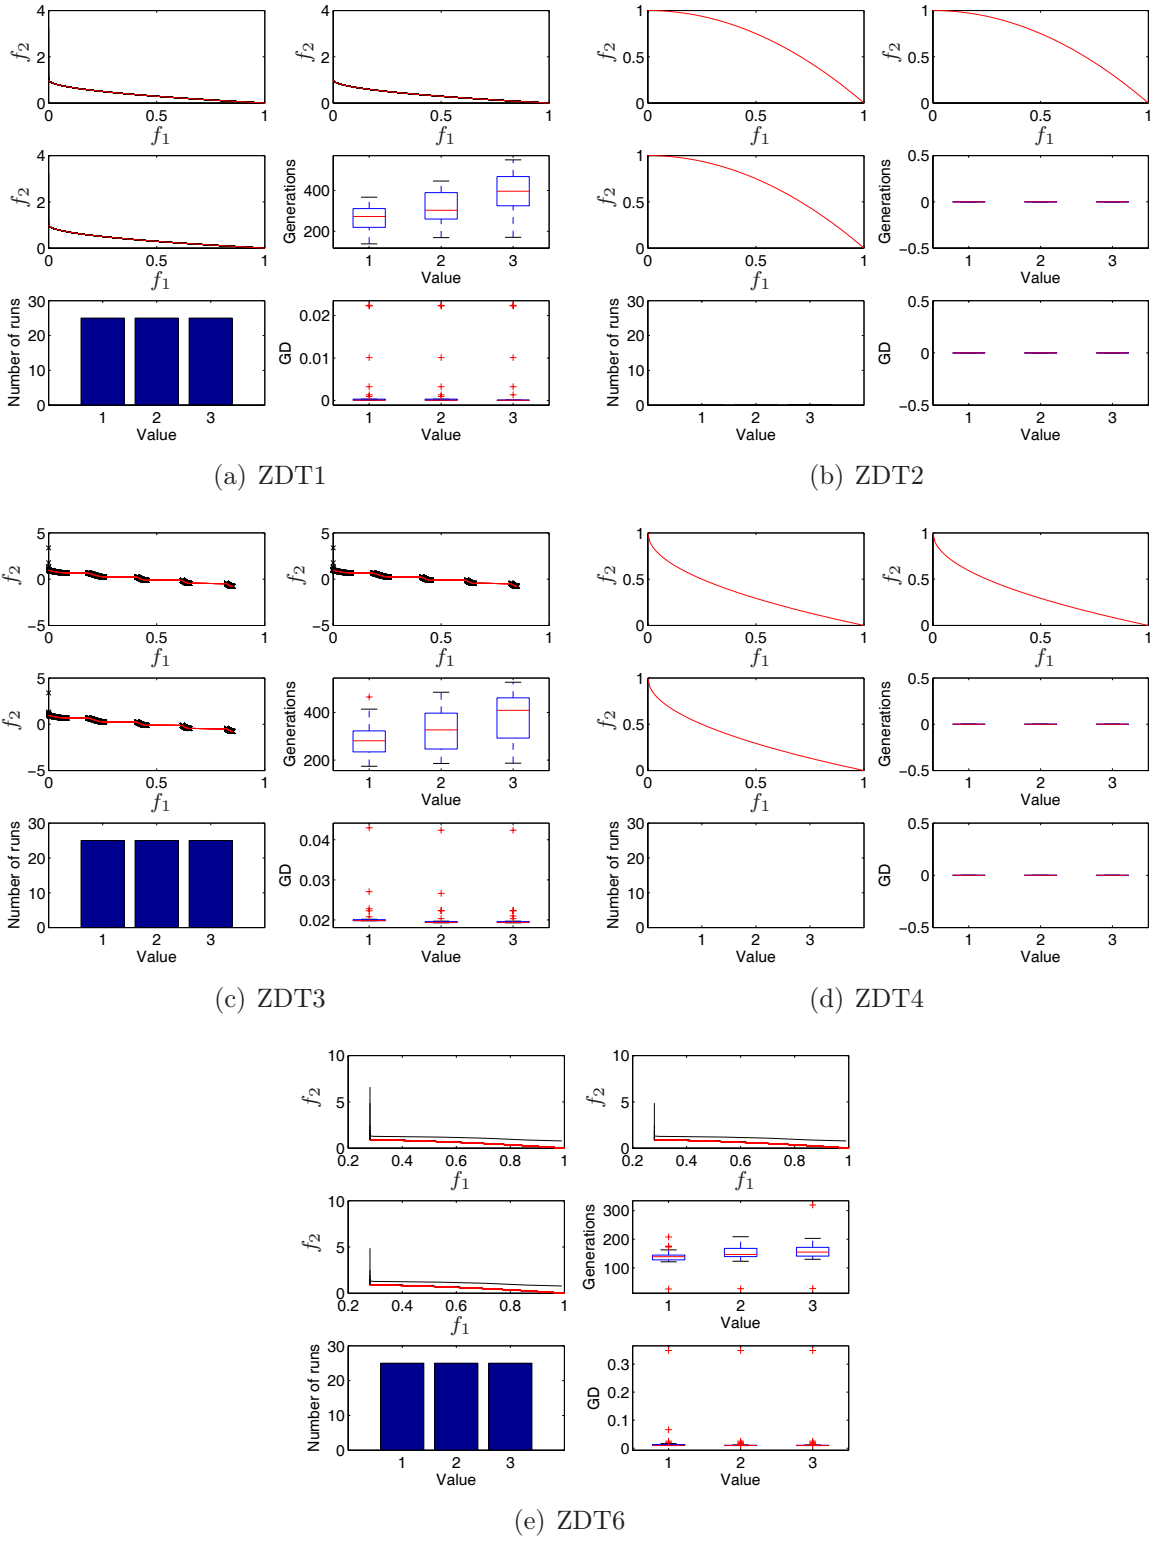 4
2
0
0 0.5 1
f2
f1
4
2
0
0 0.5 1
f2
f1
4
2
0
0 0.5 1
f2
f1
400
200
1 2 3
Generations
Value
30
20
10
0
1 2 3
Number of runs
Value
0.02
0.01
0
1 2 3
GD
Value
(a) ZDT1
1
0.5
0
0 0.5 1
f2
f1
1
0.5
0
0 0.5 1
f2
f1
1
0.5
0
0 0.5 1
f2
f1
0.5
0
−0.5
1 2 3
Generations
Value
30
20
10
0
1 2 3
Number of runs
Value
0.5
0
−0.5
1 2 3
GD
Value
(b) ZDT2
5
0
−5
0 0.5 1
f2
f1
5
0
−5
0 0.5 1
f2
f1
5
0
−5
0 0.5 1
f2
f1
400
200
1 2 3
Generations
Value
30
20
10
0
1 2 3
Number of runs
Value
0.04
0.03
0.02
1 2 3
GD
Value
(c) ZDT3
1
0.5
0
0 0.5 1
f2
f1
1
0.5
0
0 0.5 1
f2
f1
1
0.5
0
0 0.5 1
f2
f1
0.5
0
−0.5
1 2 3
Generations
Value
30
20
10
0
1 2 3
Number of runs
Value
0.5
0
−0.5
1 2 3
GD
Value
(d) ZDT4
10
5
0
0.2 0.4 0.6 0.8 1
f2
f1
10
5
0
0.2 0.4 0.6 0.8 1
f2
f1
10
5
0
0.2 0.4 0.6 0.8 1
f2
f1
300
200
100
1 2 3
Generations
Value
30
20
10
0
1 2 3
Number of runs
Value
0.3
0.2
0.1
0
1 2 3
GD
Value
(e) ZDT6